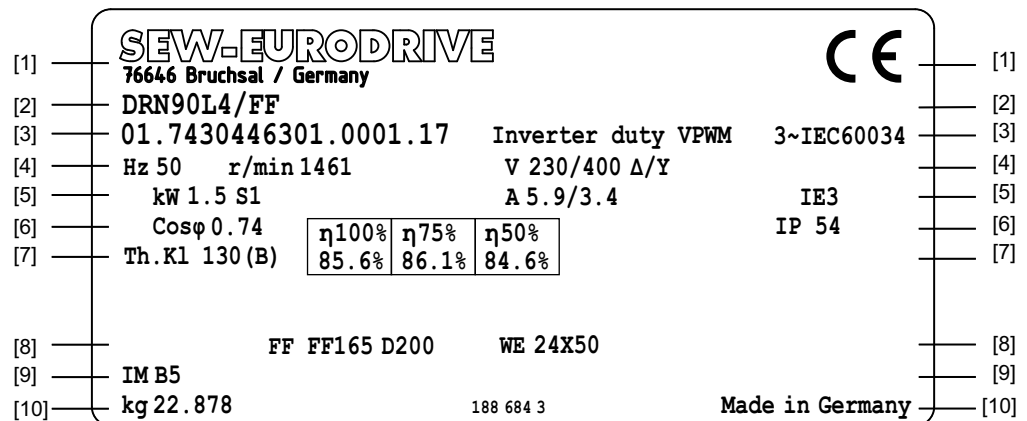 [1] SEW-EURODRIVE CE [1]
76646 Bruchsal / Germany
[2] DRN90L4/FF [2]
[3] 01.7430446301.0001.17 Inverter duty VPWM 3~IEC60034 [3]
[4] Hz 50 r/min 1461 V 230/400 Δ/Y [4]
[5] kW 1.5 S1 A 5.9/3.4 IE3 [5]
[6] Cosφ 0.74 η100% η75% η50% IP 54 [6]
[7] Th.Kl 130(B) 85.6% 86.1% 84.6% [7]
[8] FF FF165 D200 WE 24X50 [8]
[9] IM B5 [9]
[10] kg 22.878 188 684 3 Made in Germany [10]